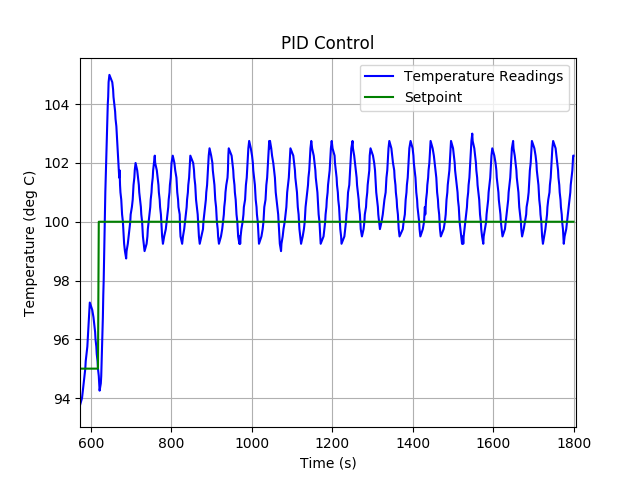 PID Control
Temperature Readings
Setpoint
Temperature (deg C)
104
102
100
98
96
94
600 800 1000 1200 1400 1600 1800
Time (s)